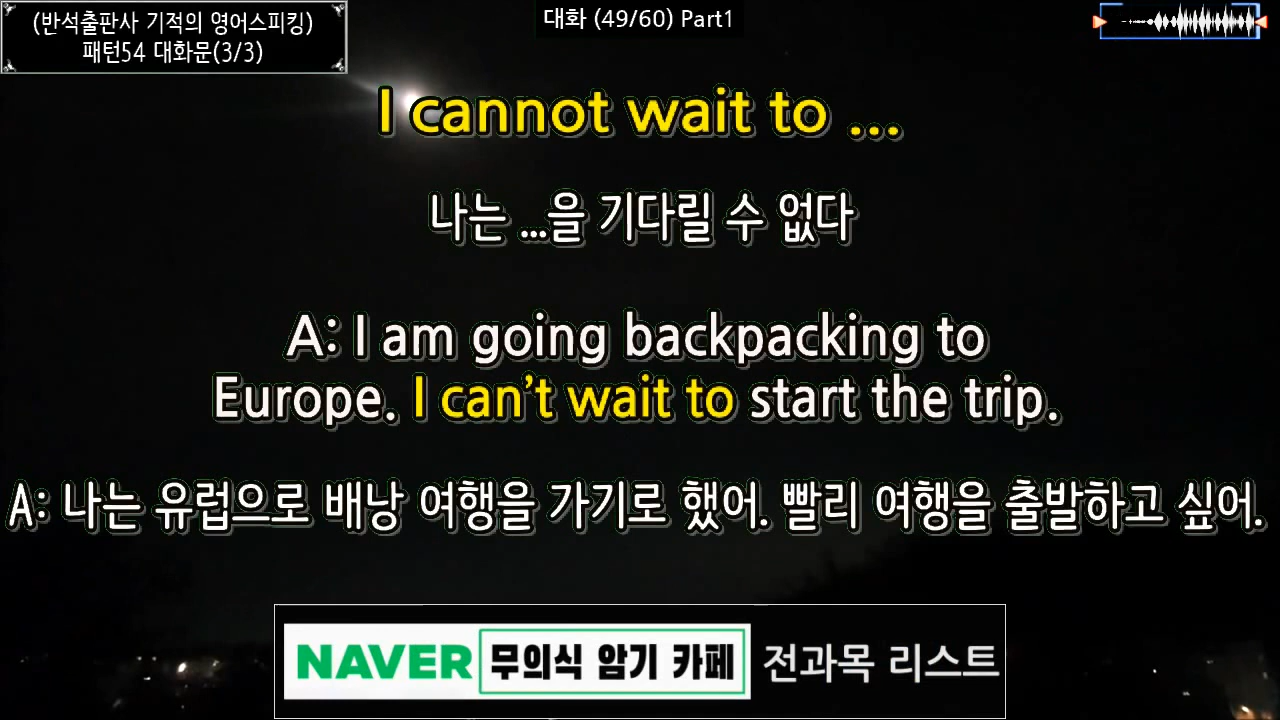 (반석출판사 기적의 영어스피킹)
패턴54 대화문(3/3)
대화 (49/60) Part1
I cannot wait to ...
나는 ...을 기다릴 수 없다
A: I am going backpacking to
Europe. I can't wait to start the trip.
A: 나는 유럽으로 배낭 여행을 가기로 했어. 빨리 여행을 출발하고 싶어.
NAVER 무의식 암기 카페 전과목 리스트